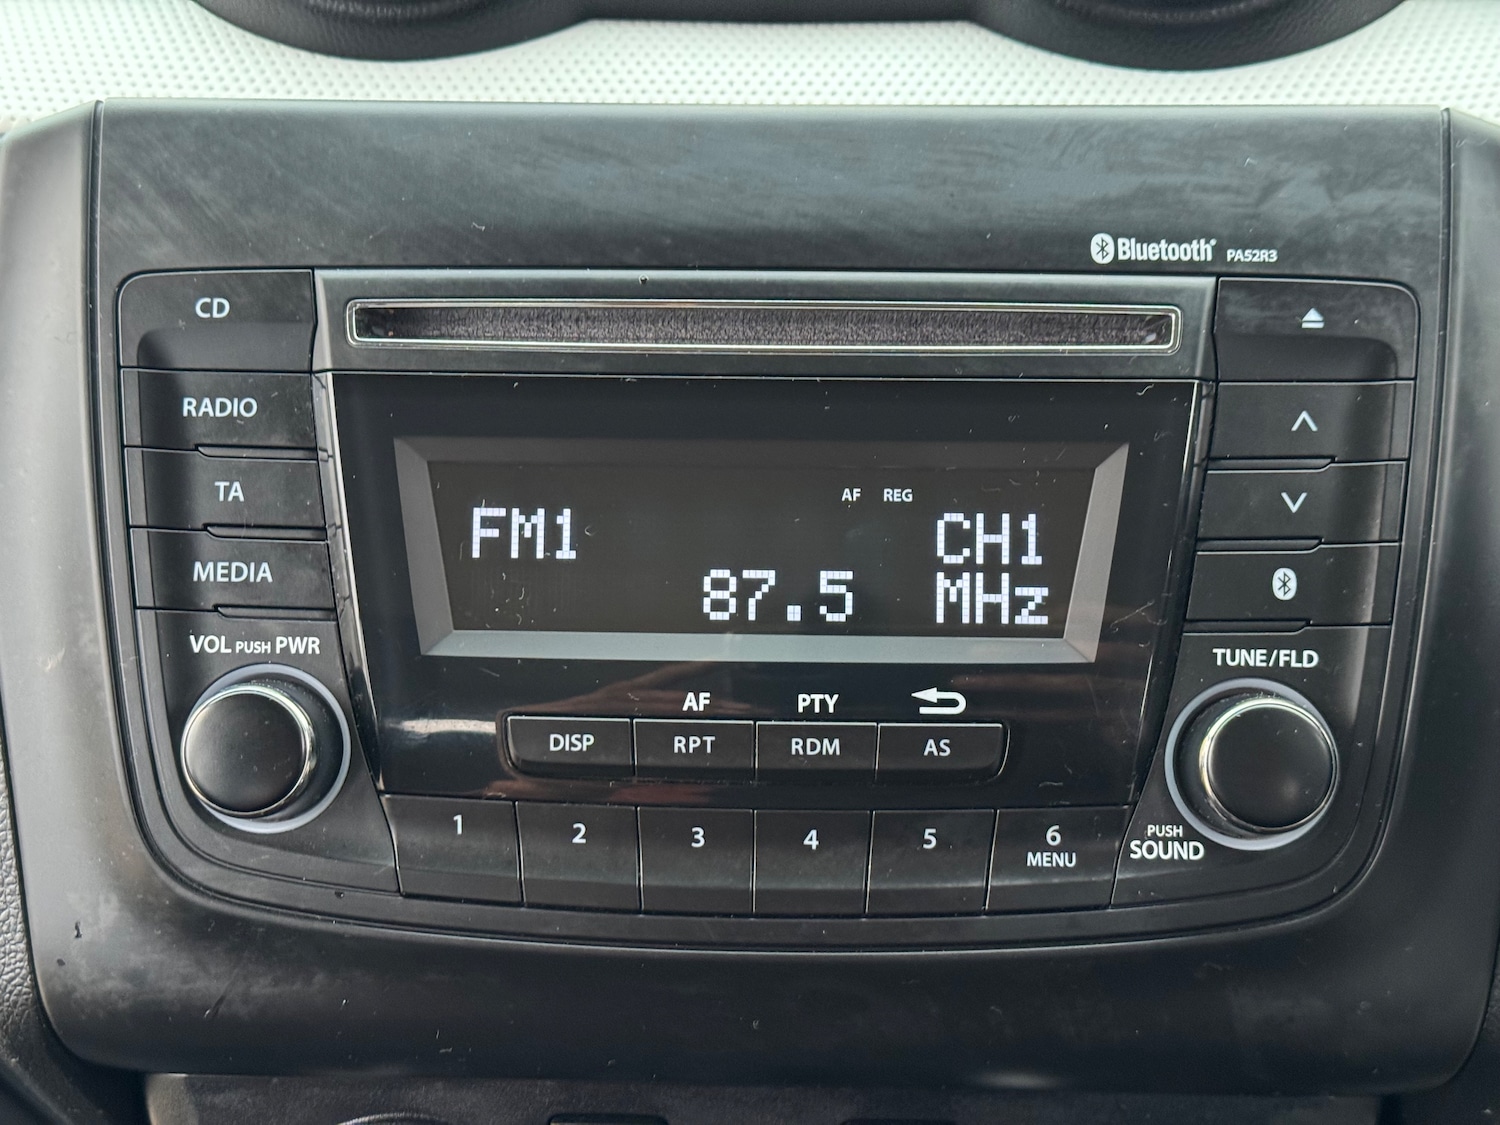 Bluetooth® PA52R3
CD
RADIO
TA
MEDIA
VOL PUSH PWR
AF REG
FM1 CH1
87.5 MHz
TUNE/FLD
AF PTY
DISP RPT RDM AS
1 2 3 4 5 6
MENU
PUSH
SOUND